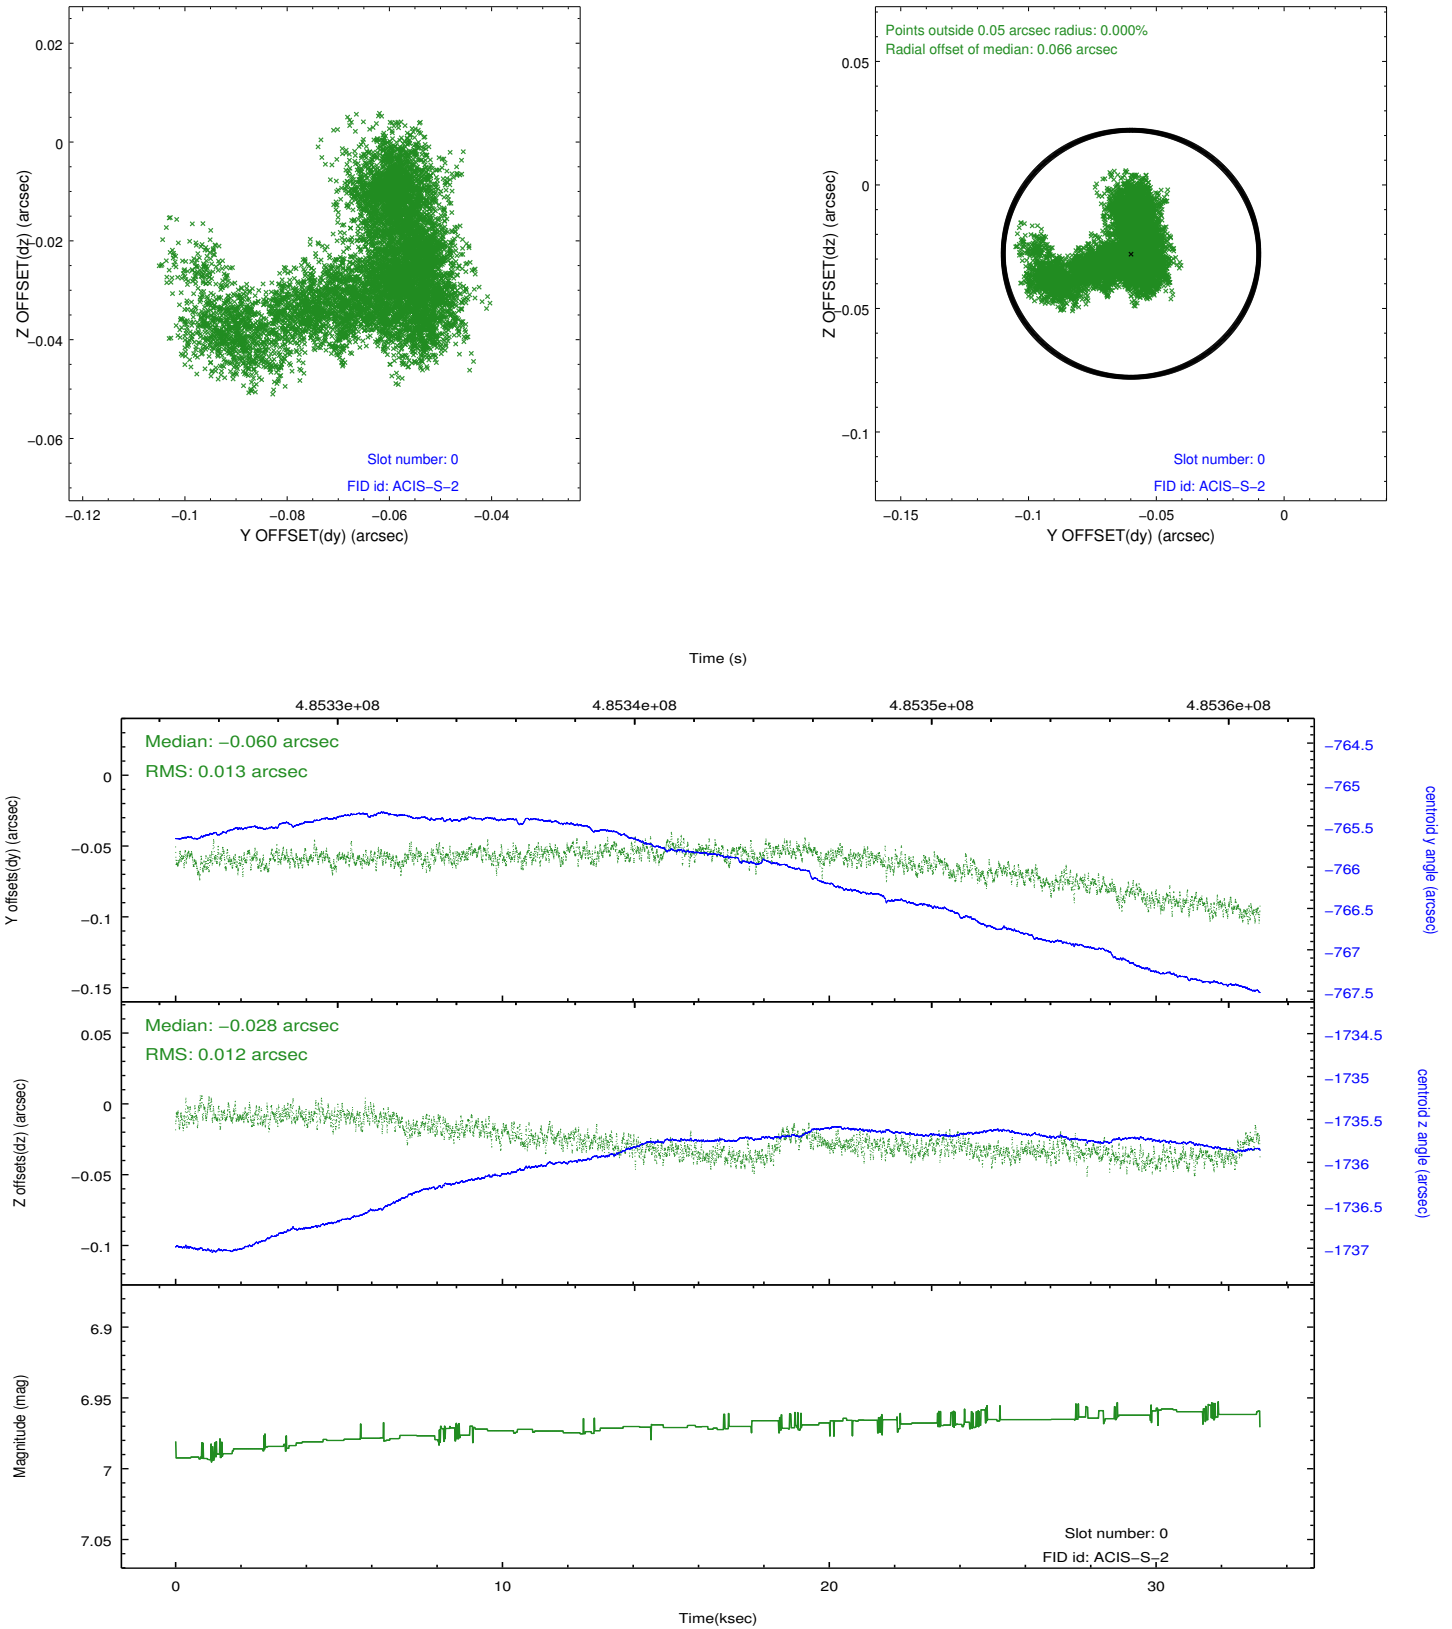 0.02
0
−0.02
−0.04
−0.06
Z OFFSET(dz) (arcsec)
Slot number: 0
FID id: ACIS−S−2
−0.12
−0.1
−0.08
−0.06
−0.04
Y OFFSET(dy) (arcsec)
Points outside 0.05 arcsec radius: 0.000%
Radial offset of median: 0.066 arcsec
0.05
0
−0.05
−0.1
Z OFFSET(dz) (arcsec)
Slot number: 0
FID id: ACIS−S−2
−0.15
−0.1
−0.05
0
Y OFFSET(dy) (arcsec)
Time (s)
4.8533e+08
4.8534e+08
4.8535e+08
4.8536e+08
Median: −0.060 arcsec
RMS: 0.013 arcsec
0
−0.05
−0.1
−0.15
Y offsets(dy) (arcsec)
−764.5
−765
−765.5
−766
−766.5
−767
−767.5
centroid y angle (arcsec)
Median: −0.028 arcsec
RMS: 0.012 arcsec
0.05
0
−0.05
−0.1
Z offsets(dz) (arcsec)
−1734.5
−1735
−1735.5
−1736
−1736.5
−1737
centroid z angle (arcsec)
6.9
6.95
7
7.05
Magnitude (mag)
Slot number: 0
FID id: ACIS−S−2
0
10
20
30
Time(ksec)